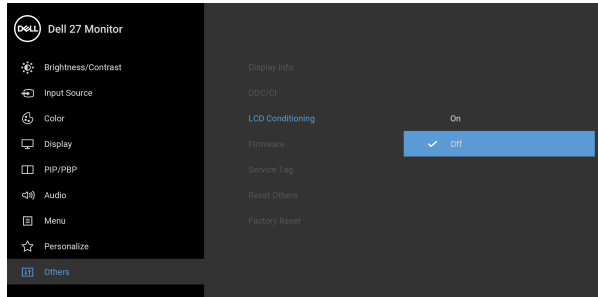 DELL Dell 27 Monitor
Brightness/Contrast
Display Info
Input Source
DDC/CI
Color
LCD Conditioning
On
Display
Firmware
Off
PIP/PBP
Service Tag
Audio
Reset Others
Menu
Factory Reset
Personalize
Others